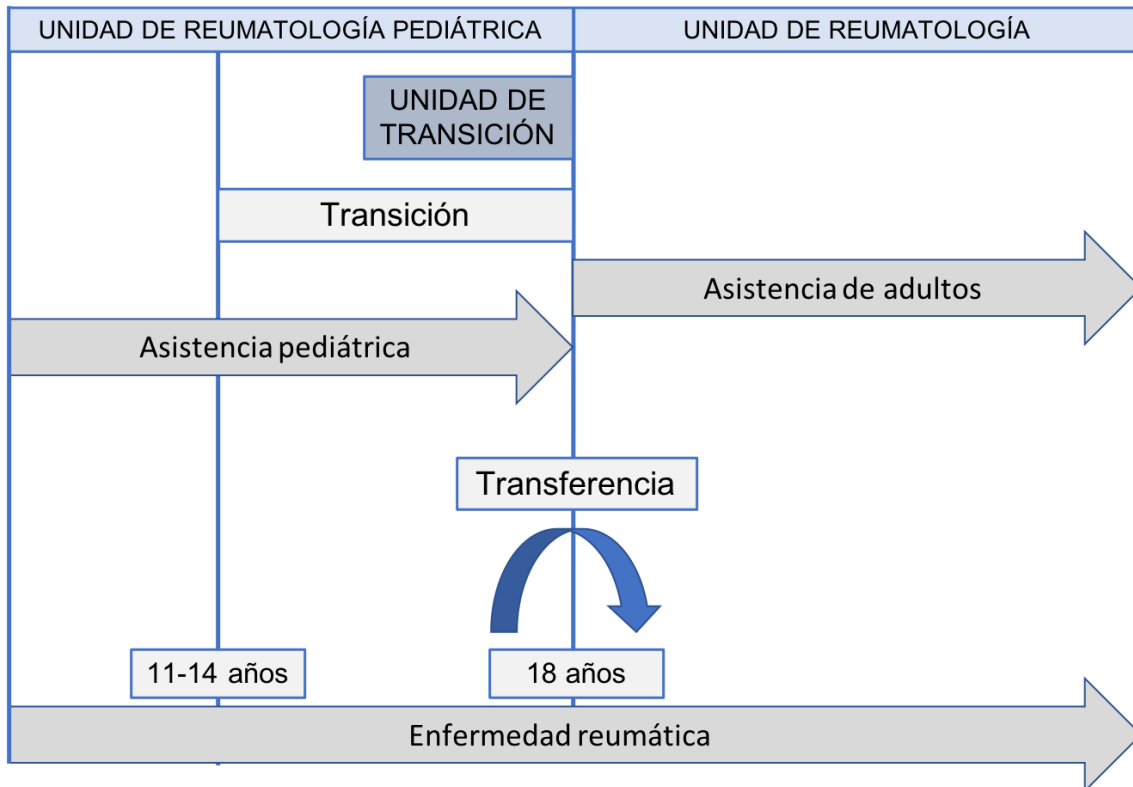 UNIDAD DE REUMATOLOGÍA PEDIÁTRICA
UNIDAD DE REUMATOLOGÍA
UNIDAD DE
TRANSICIÓN
Transición
Asistencia de adultos
Asistencia pediátrica
Transferencia
11-14 años
18 años
Enfermedad reumática